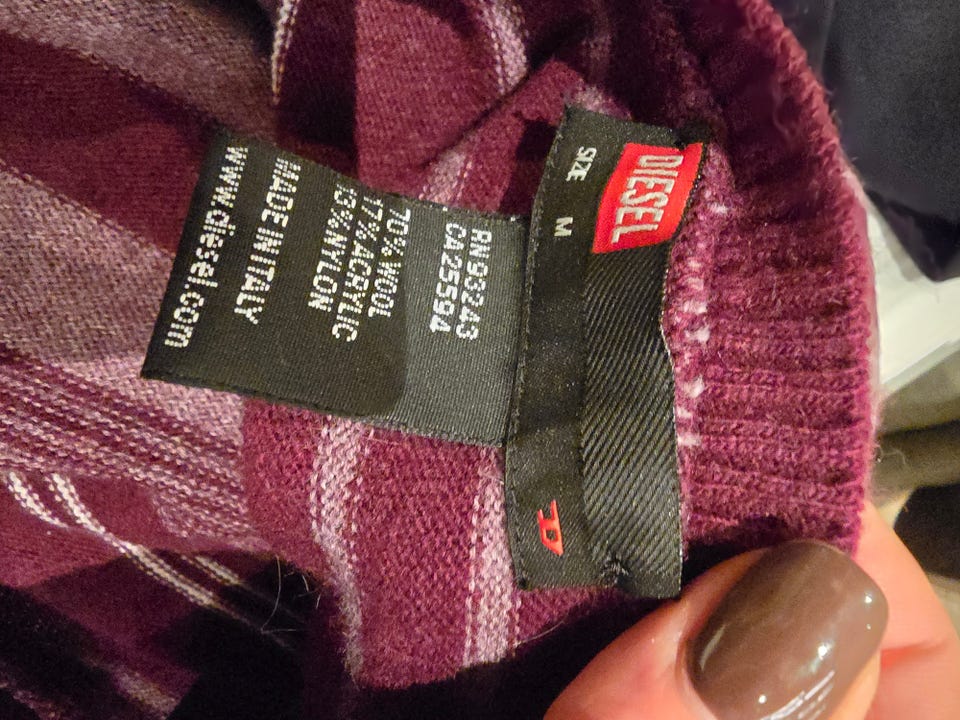 DIESEL
SIZE M
RN93243
CA25594
70% WOOL
17% ACRYLIC
13% NYLON
MADE IN ITALY
www.diesel.com
D